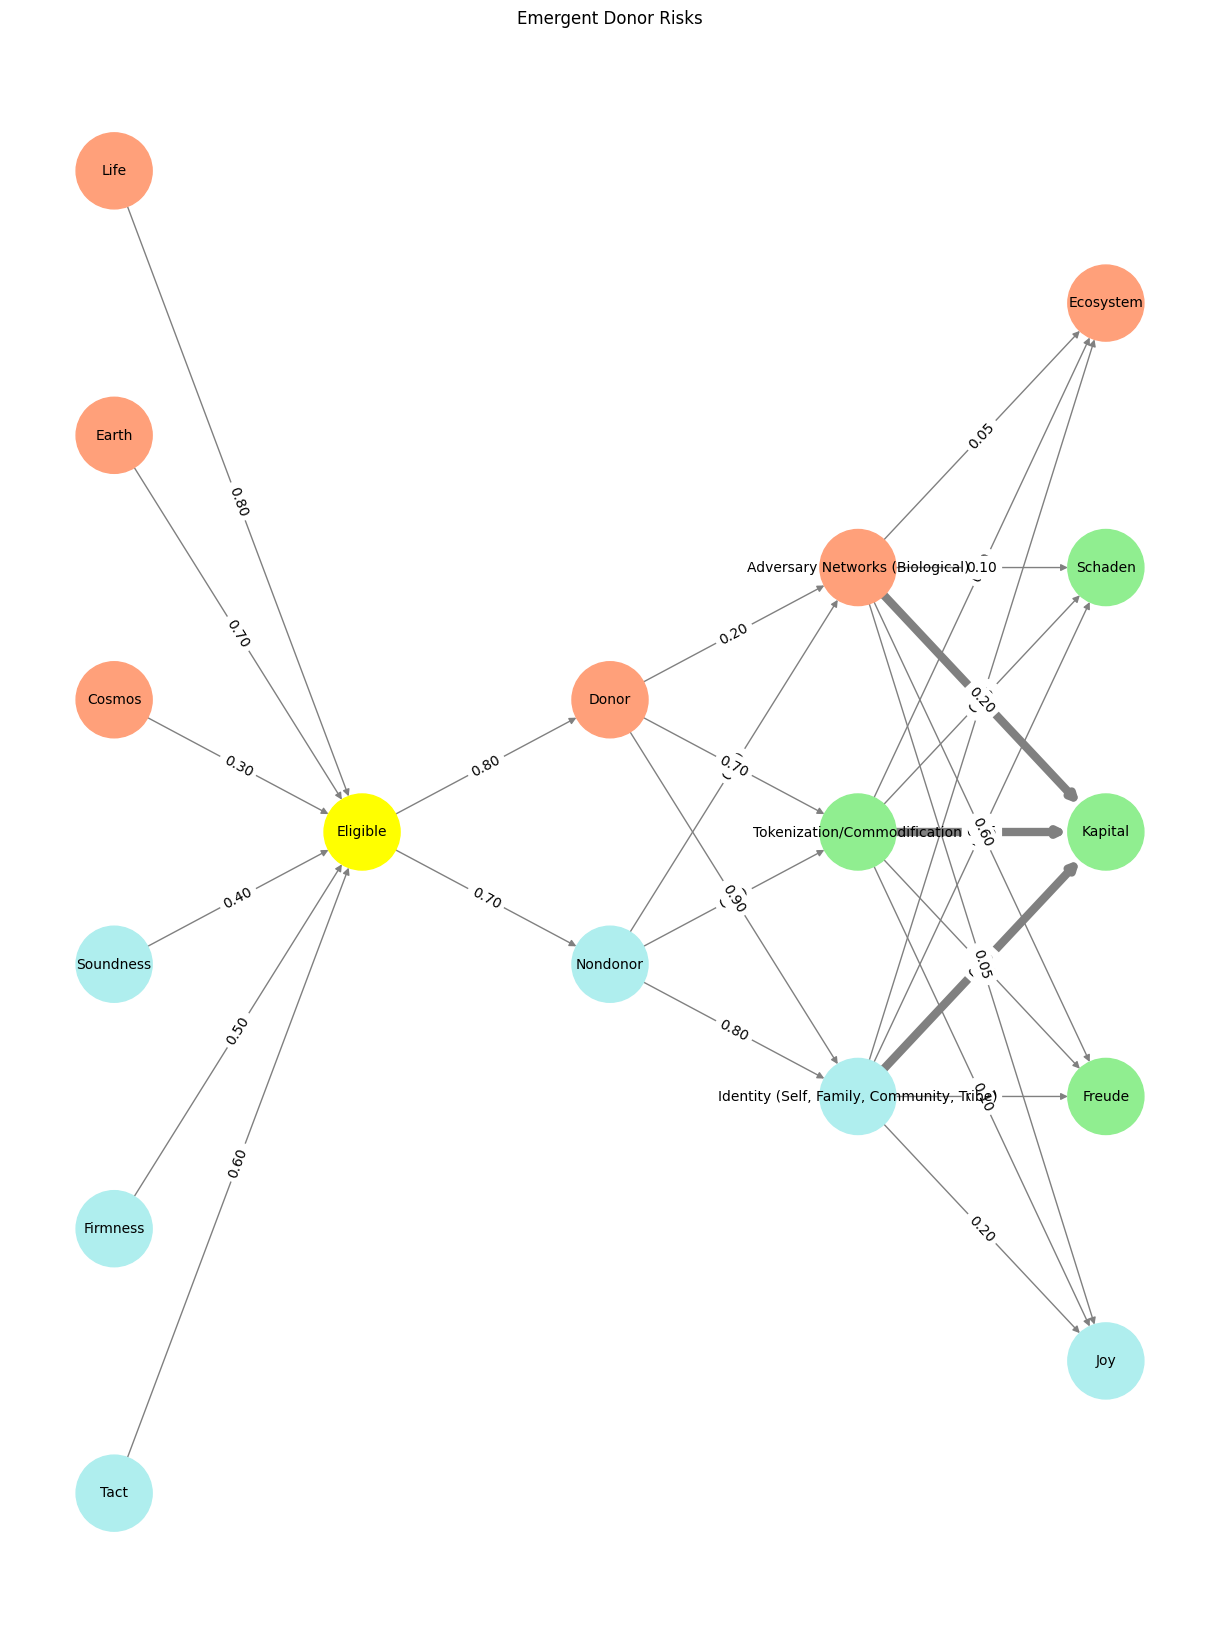 Emergent Donor Risks
Life
Ecosystem
Earth
0.05
0.80
Adversary Networks (Biological)
0.10
Schaden
0.70
0.20
Cosmos
Donor
0.20
0.30
0.80
0.70
Eligible
Tokenization/Commodification
0.60
Kapital
0.40
0.70
0.90
Soundness
Nondonor
0.05
0.50
0.80
Identity (Self, Family, Community, Tribe)
0.20
Freude
0.60
Firmness
0.20
Joy
Tact